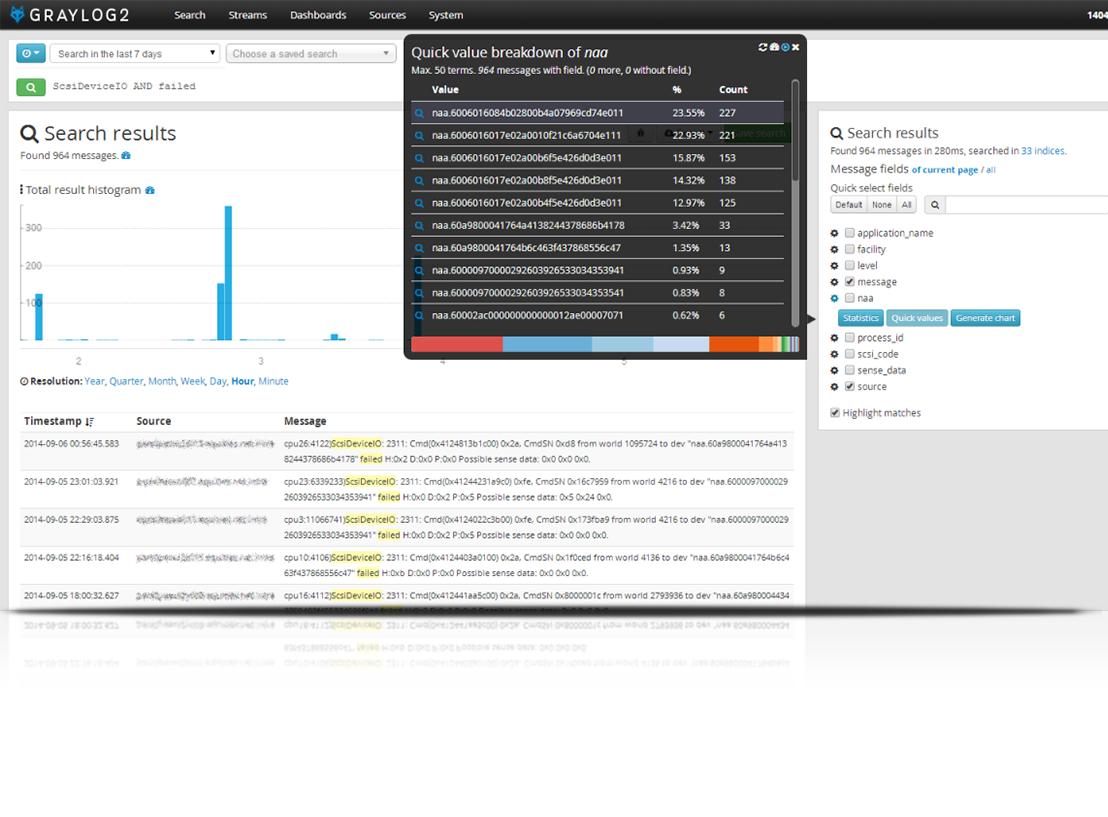 GRAYLOG2 Search Streams Dashboards Sources System 1404
Search in the last 7 days Choose a saved search
ScsiDeviceIO AND failed
Quick value breakdown of naa
Max. 50 terms. 964 messages with field. (0 more, 0 without field.)
Value % Count
naa.6006016084b02800b4a07969cd74e011 23.55% 227
naa.6006016017e02a0010f21c6a6704e111 22.93% 221
naa.6006016017e02a00b6f5e426d0d3e011 15.87% 153
naa.6006016017e02a00b8f5e426d0d3e011 14.32% 138
naa.6006016017e02a00b4f5e426d0d3e011 12.97% 125
naa.60a9800041764a4138244378686b4178 3.42% 33
naa.60a9800041764b6c463f437868556c47 1.35% 13
naa.60000970000292603926533034353941 0.93% 9
naa.60000970000292603926533034353541 0.83% 8
naa.60002ac000000000000012ae00007071 0.62% 6
Search results
Found 964 messages.
Total result histogram
300
200
100
2 3 4 5
Resolution: Year, Quarter, Month, Week, Day, Hour, Minute
Timestamp Source Message
2014-09-06 00:56:45.583 cpu26:4122)ScsiDeviceIO: 2311: Cmd(0x4124813b1c00) 0x2a, CmdSN 0xd8 from world 1095724 to dev "naa.60a9800041764a413
8244378686b4178" failed H:0x2 D:0x0 P:0x0 Possible sense data: 0x0 0x0 0x0.
2014-09-05 23:01:03.921 cpu23:6339233)ScsiDeviceIO: 2311: Cmd(0x41244231a9c0) 0xfe, CmdSN 0x16c7959 from world 4216 to dev "naa.6000097000029
2603926533034353941" failed H:0x0 D:0x2 P:0x5 Possible sense data: 0x5 0x24 0x0.
2014-09-05 22:29:03.875 cpu3:11066741)ScsiDeviceIO: 2311: Cmd(0x4124022c3b00) 0xfe, CmdSN 0x173fba9 from world 4216 to dev "naa.6000097000029
2603926533034353941" failed H:0x0 D:0x2 P:0x5 Possible sense data: 0x0 0x0 0x0.
2014-09-05 22:16:18.404 cpu10:4106)ScsiDeviceIO: 2311: Cmd(0x4124403a0100) 0x2a, CmdSN 0x1f0ced from world 4136 to dev "naa.60a9800041764b6c4
63f437868556c47" failed H:0xb D:0x0 P:0x0 Possible sense data: 0x0 0x0 0x0.
2014-09-05 18:00:32.627 cpu16:4112)ScsiDeviceIO: 2311: Cmd(0x412441aa5c00) 0x2a, CmdSN 0x8000001c from world 2793936 to dev "naa.60a980004434
Search results
Found 964 messages in 280ms, searched in 33 indices.
Message fields of current page / all
Quick select fields
Default None All
application_name
facility
level
message
naa
Statistics Quick values Generate chart
process_id
scsi_code
sense_data
source
Highlight matches